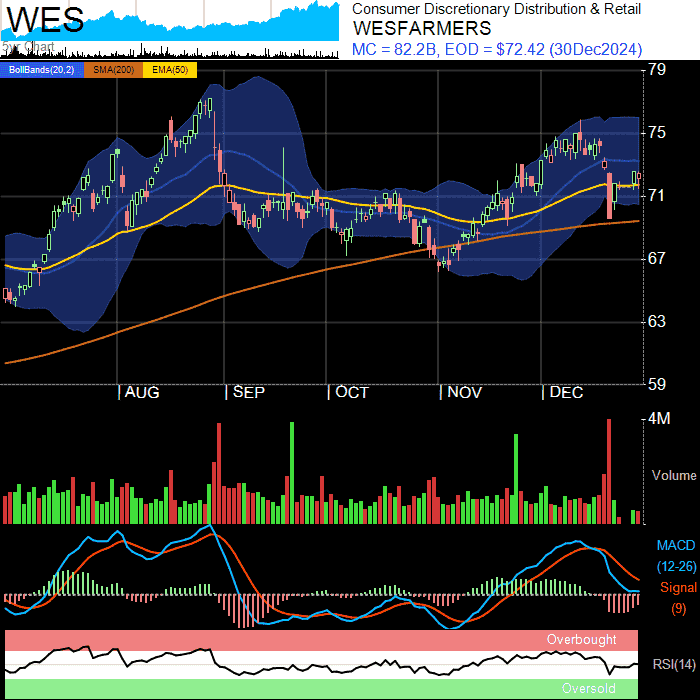 WES
5yr Chart
Consumer Discretionary Distribution & Retail
WESFARMERS
MC = 82.2B, EOD = $72.42 (30Dec2024)
BollBands(20,2) SMA(200) EMA(50)
79
75
71
67
63
59
AUG SEP OCT NOV DEC
4M
Volume
MACD
(12-26)
Signal
(9)
Overbought
RSI(14)
Oversold